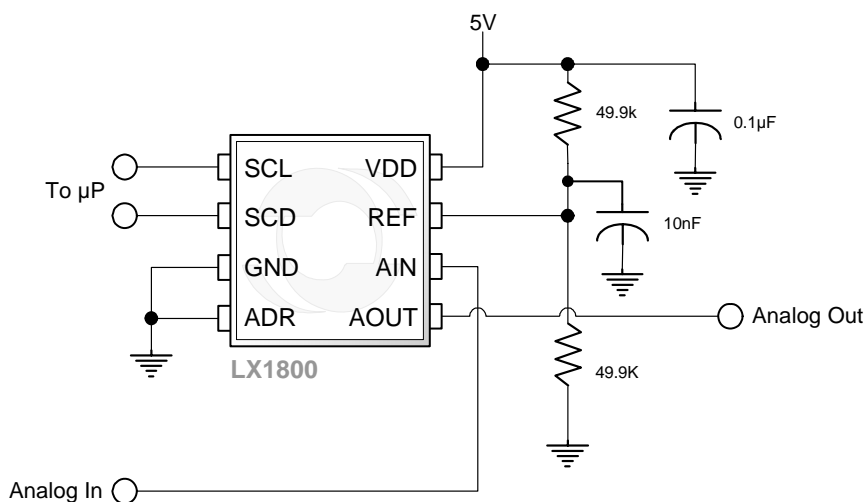 5V
49.9k
0.1µF
SCL
VDD
To µP
SCD
REF
10nF
GND
AIN
ADR
AOUT
Analog Out
LX1800
49.9K
Analog In